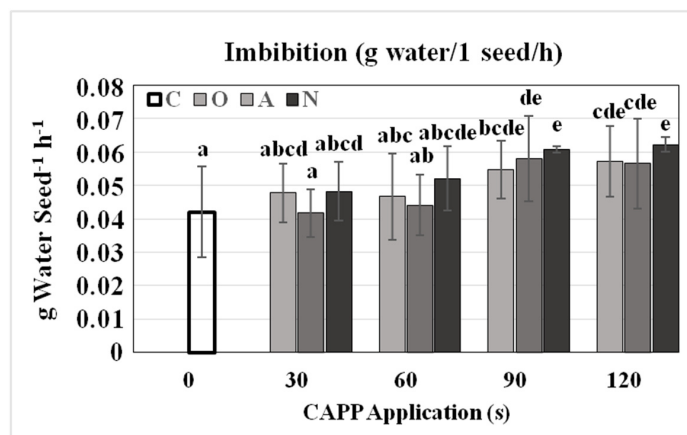 Imbibition (g water/1 seed/h)
g Water Seed-1 h-1
0.08
0.07
0.06
0.05
0.04
0.03
0.02
0.01
0
C O A N
a
abcd
a
abcd
abc
ab
abcde
bcde
de
e
cde
cde
e
0 30 60 90 120
CAPP Application (s)